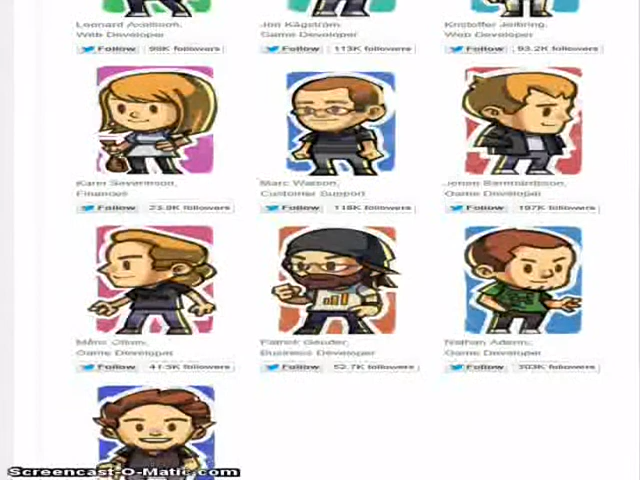 Leonard Axelsson, Jon Kågström, Kristoffer Jelbring,
Web Developer Game Developer Web Developer
Follow 98K followers Follow 113K followers Follow 93.2K followers
Karin Severinson, Marc Watson, Jens Bergensten,
Finances Customer Support Game Developer
Follow 23.9K followers Follow 118K followers Follow 197K followers
Måns Olson, Patrick Geuder, Nathan Adams,
Game Developer Business Developer Game Developer
Follow 41.5K followers Follow 52.7K followers Follow 303K followers
Screencast-O-Matic.com